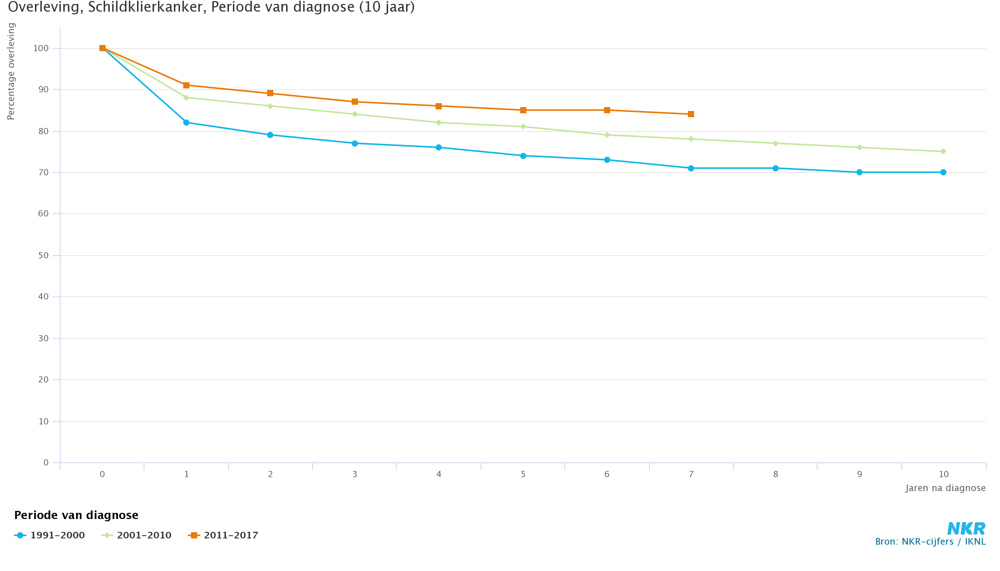 Overleving, Schildklierkanker, Periode van diagnose (10 jaar)
Percentage overleving
100
90
80
70
60
50
40
30
20
10
0
0 1 2 3 4 5 6 7 8 9 10
Jaren na diagnose
Periode van diagnose
1991-2000 2001-2010 2011-2017
NKR
Bron: NKR-cijfers / IKNL